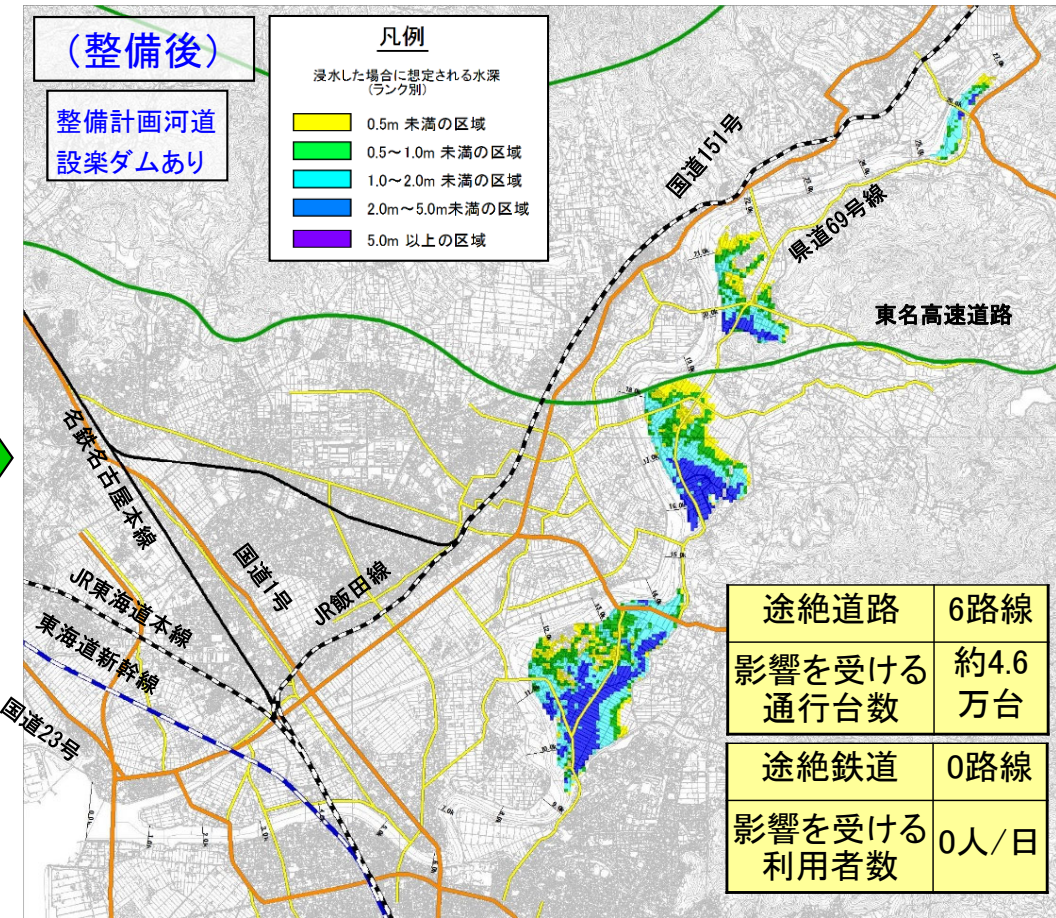 (整備後)
整備計画河道
設楽ダムあり
凡例
浸水した場合に想定される水深
(ランク別)
0.5m 未満の区域
0.5~1.0m 未満の区域
1.0~2.0m 未満の区域
2.0m~5.0m未満の区域
5.0m 以上の区域
国道151号
県道69号線
東名高速道路
名鉄名古屋本線
国道1号
JR飯田線
JR東海道本線
東海道新幹線
国道23号
途絶道路 6路線
影響を受ける
通行台数
約4.6
万台
途絶鉄道 0路線
影響を受ける
利用者数
0人/日